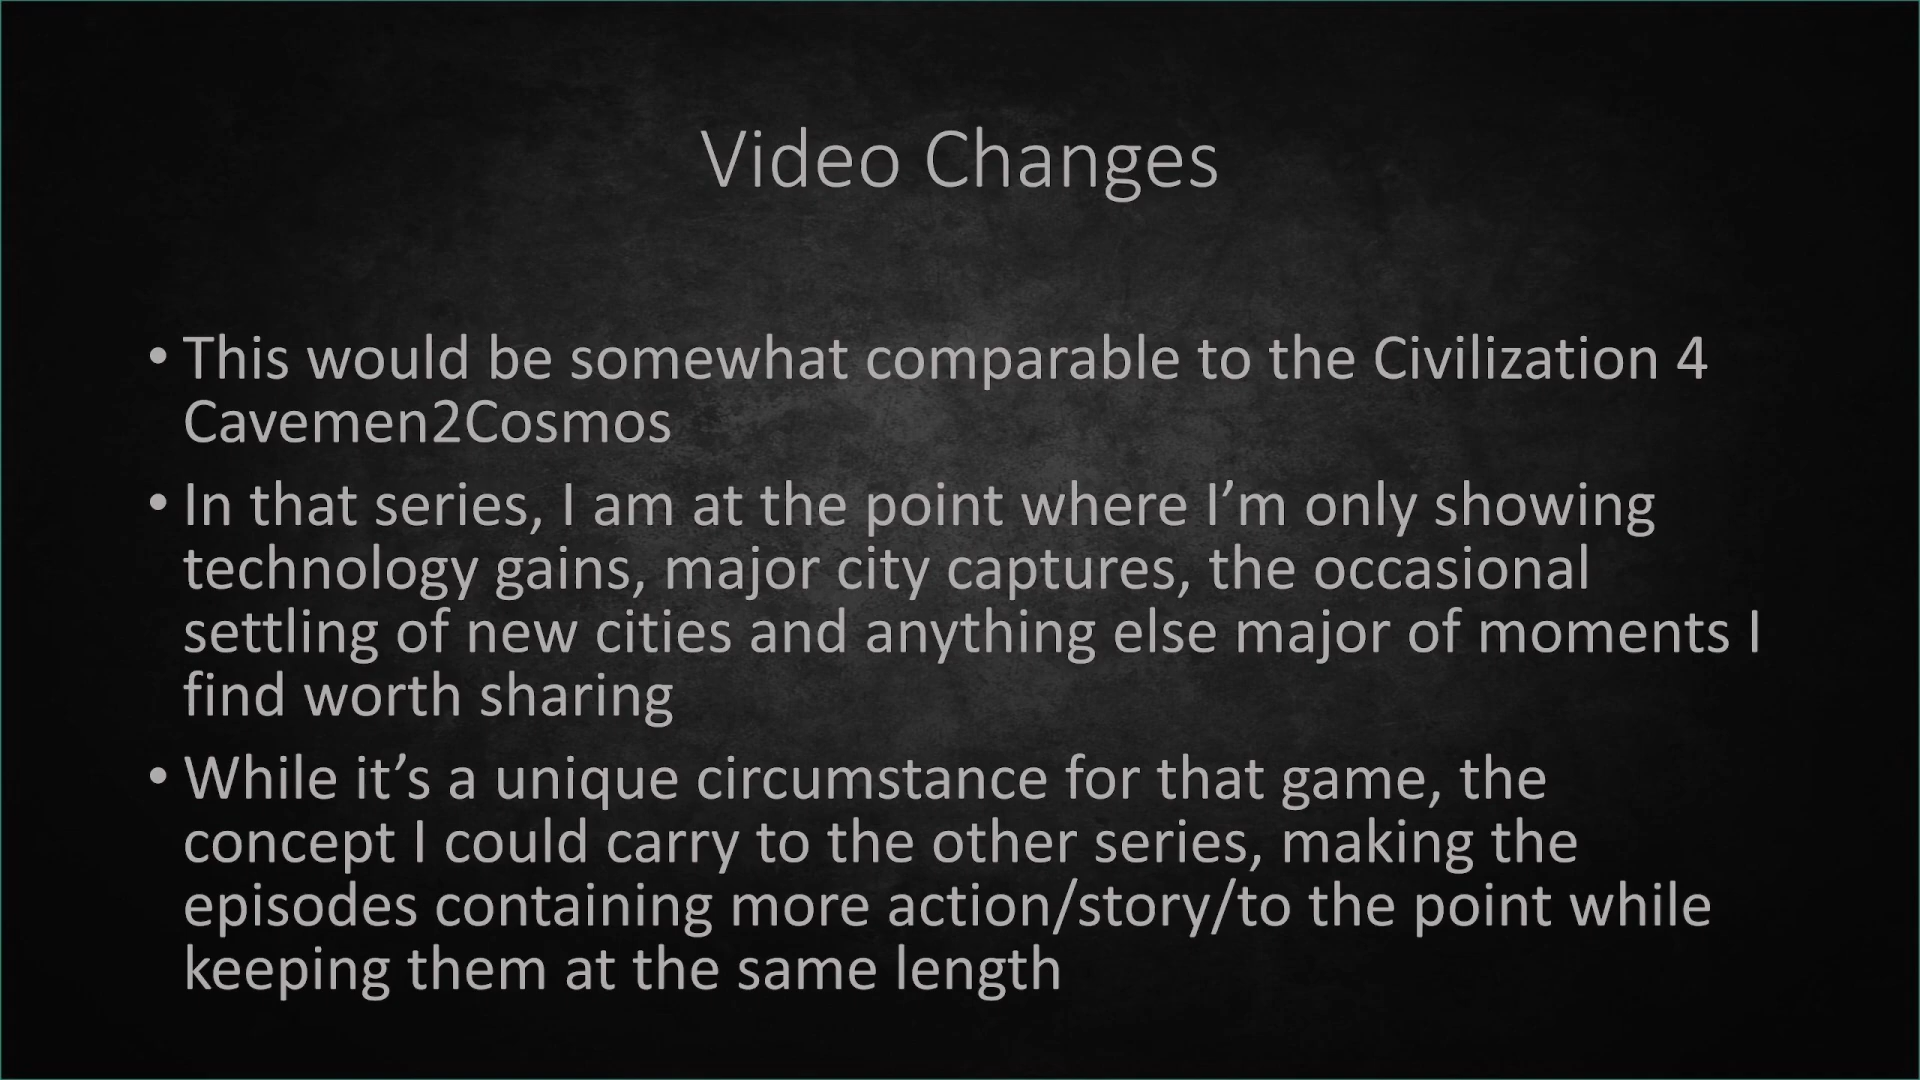 Video Changes
• This would be somewhat comparable to the Civilization 4
Cavemen2Cosmos
• In that series, I am at the point where I’m only showing
technology gains, major city captures, the occasional
settling of new cities and anything else major of moments I
find worth sharing
• While it’s a unique circumstance for that game, the
concept I could carry to the other series, making the
episodes containing more action/story/to the point while
keeping them at the same length